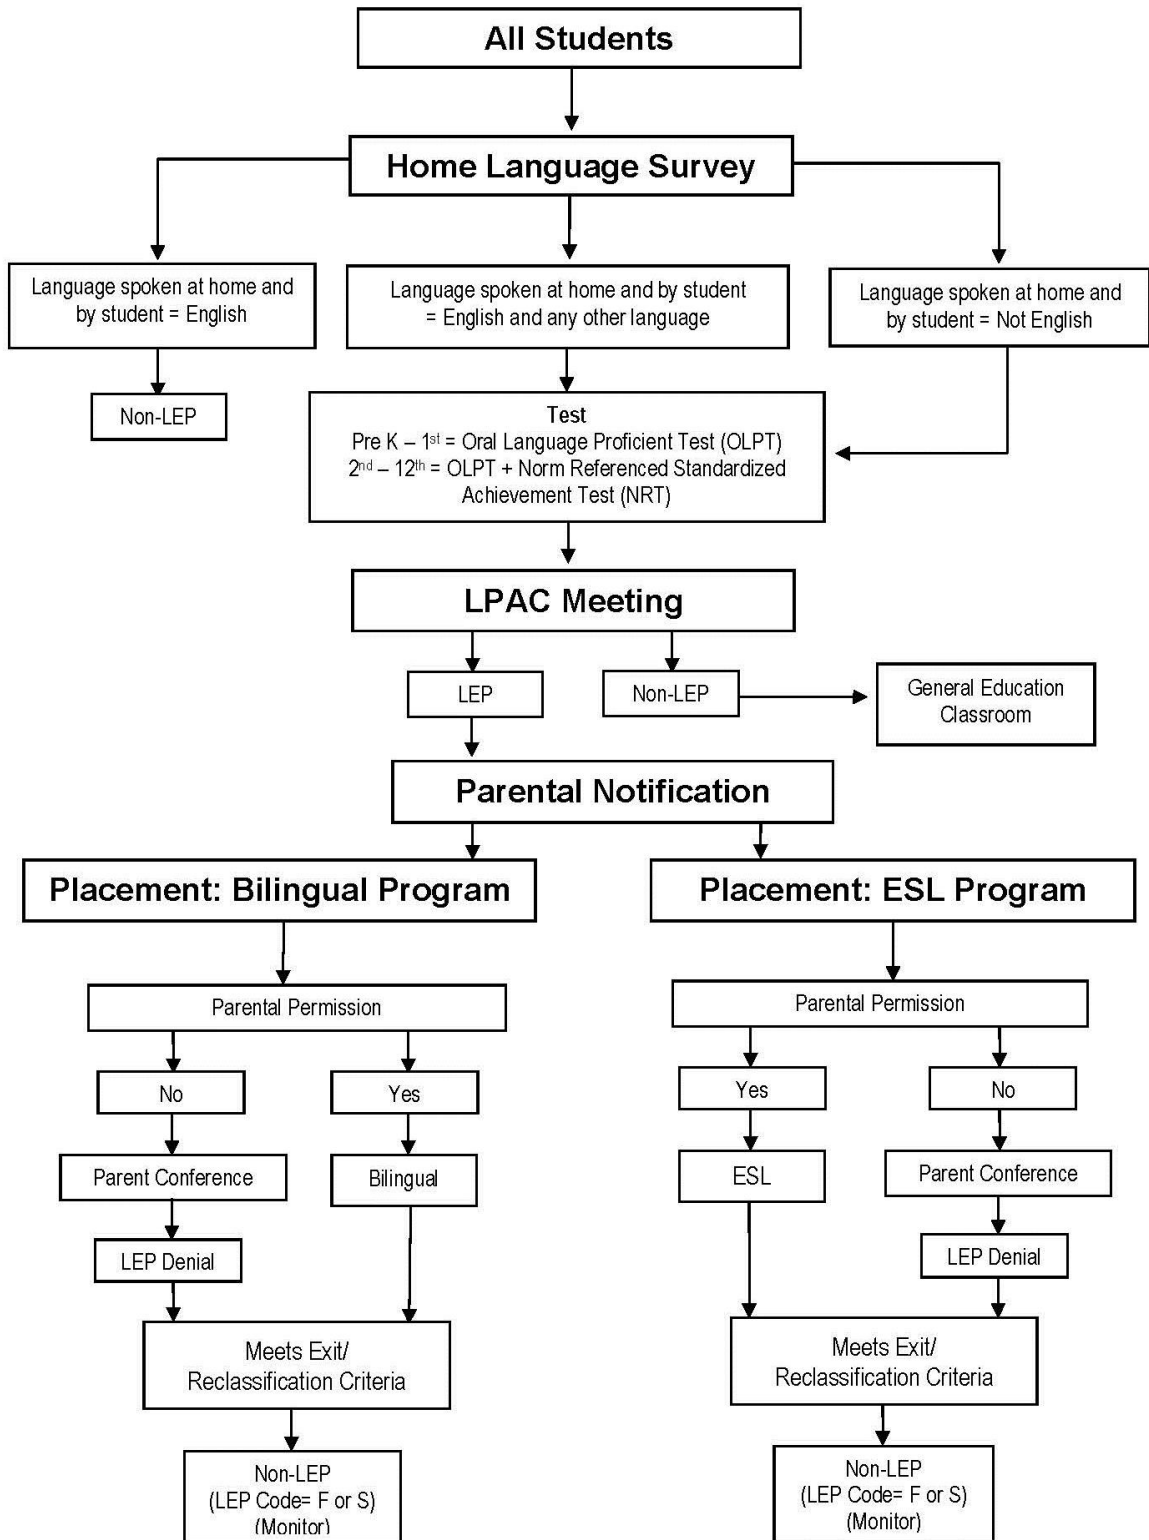 All Students
Home Language Survey
Language spoken at home and
by student = English
Language spoken at home and by student
= English and any other language
Language spoken at home and
by student = Not English
Non-LEP
Test
Pre K – 1st = Oral Language Proficient Test (OLPT)
2nd – 12th = OLPT + Norm Referenced Standardized
Achievement Test (NRT)
LPAC Meeting
LEP
Non-LEP
General Education
Classroom
Parental Notification
Placement: Bilingual Program
Placement: ESL Program
Parental Permission
Parental Permission
No
Yes
Yes
No
Parent Conference
Bilingual
ESL
Parent Conference
LEP Denial
LEP Denial
Meets Exit/
Reclassification Criteria
Meets Exit/
Reclassification Criteria
Non-LEP
(LEP Code= F or S)
(Monitor)
Non-LEP
(LEP Code= F or S)
(Monitor)